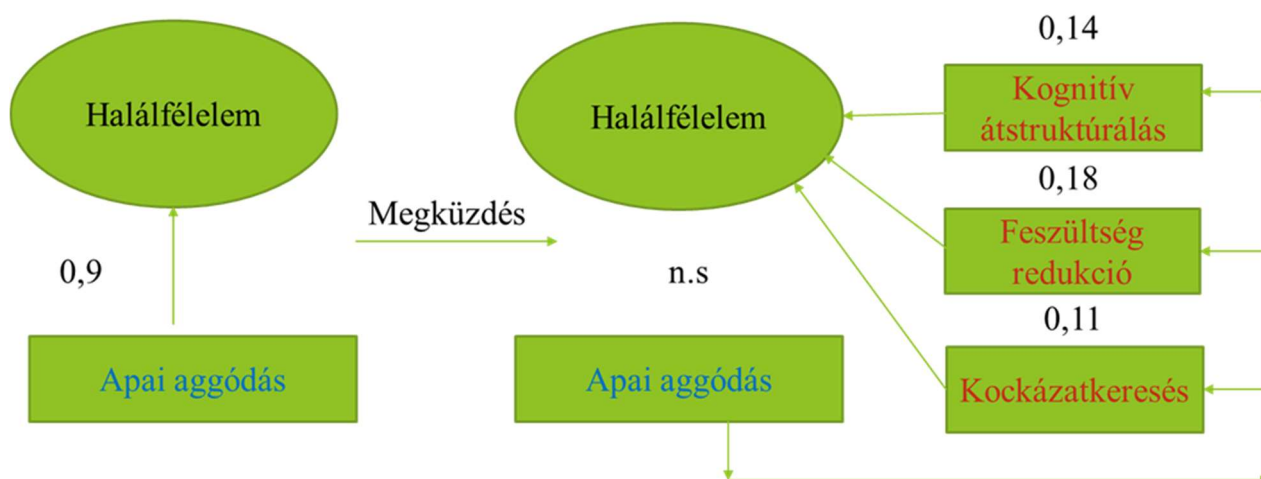 Halálfélelem
0,9
Apai aggódás
Megküzdés
Halálfélelem
n.s
Apai aggódás
0,14
Kognitív
átstruktúrálás
0,18
Feszültség
redukció
0,11
Kockázatkeresés